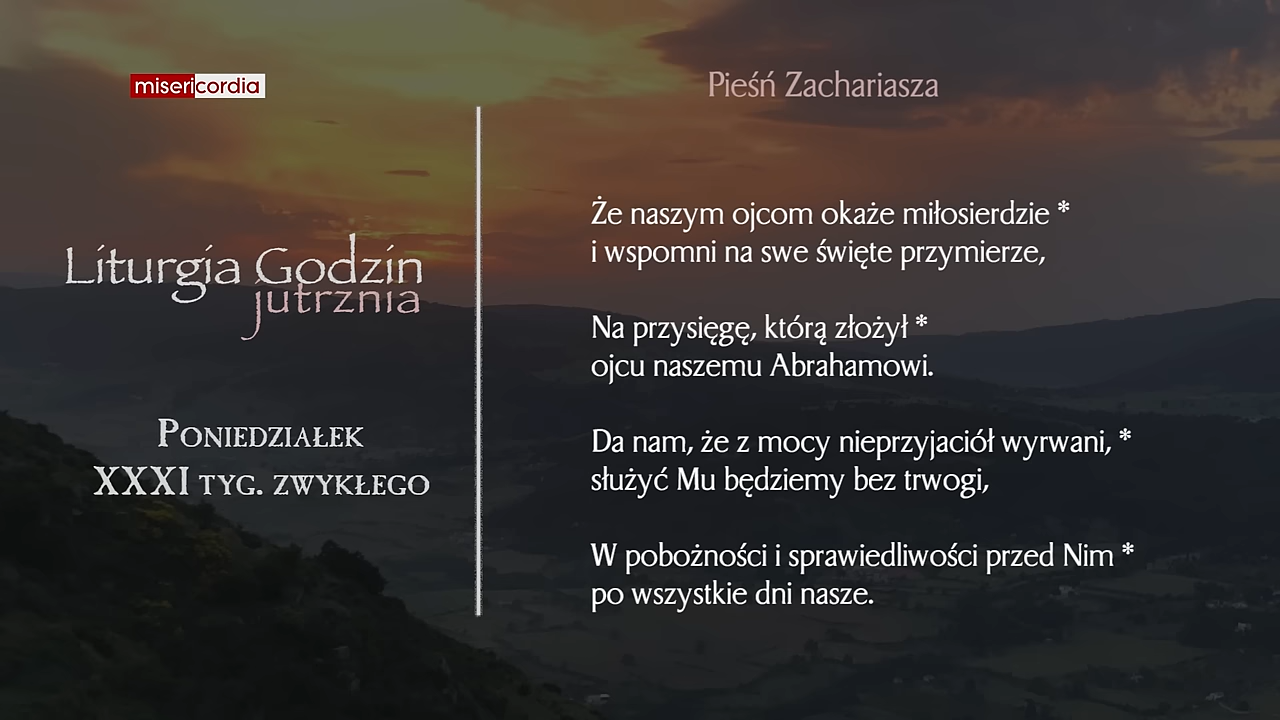 misericordia
Liturgia Godzin
jutrznia
Poniedziałek
XXXI tyg. zwykłego
Pieśń Zachariasza
Że naszym ojcom okaże miłosierdzie *
i wspomni na swe święte przymierze,
Na przysięgę, którą złożył *
ojcu naszemu Abrahamowi.
Da nam, że z mocy nieprzyjaciół wyrwani, *
służyć Mu będziemy bez trwogi,
W pobożności i sprawiedliwości przed Nim *
po wszystkie dni nasze.